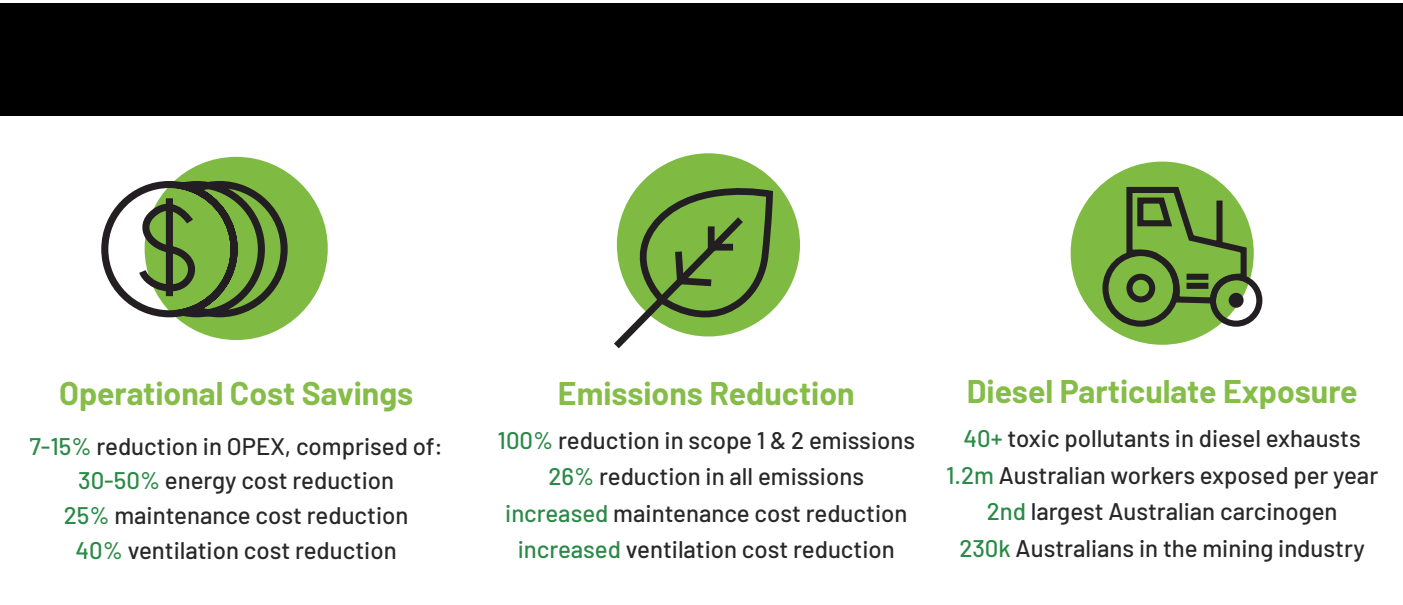 Operational Cost Savings
7-15% reduction in OPEX, comprised of:
30-50% energy cost reduction
25% maintenance cost reduction
40% ventilation cost reduction
Emissions Reduction
100% reduction in scope 1 & 2 emissions
26% reduction in all emissions
increased maintenance cost reduction
increased ventilation cost reduction
Diesel Particulate Exposure
40+ toxic pollutants in diesel exhausts
1.2m Australian workers exposed per year
2nd largest Australian carcinogen
230k Australians in the mining industry